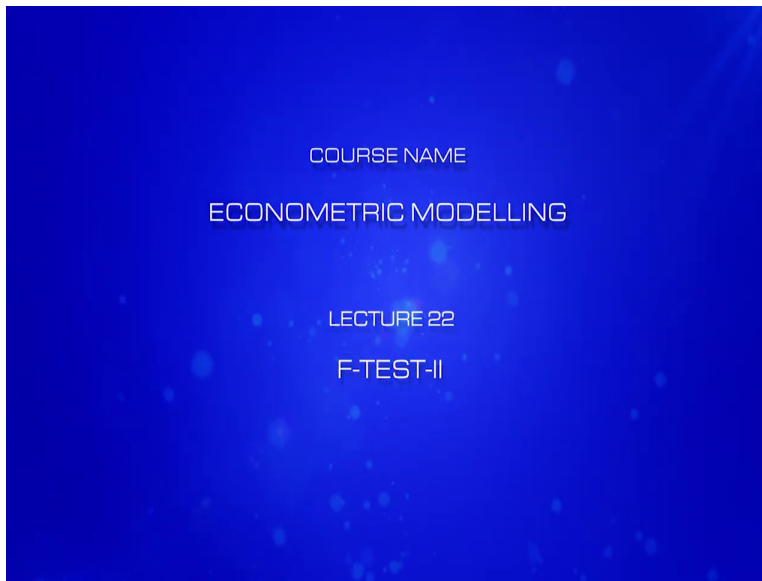 COURSE NAME
ECONOMETRIC MODELLING
LECTURE 22
F-TEST-II